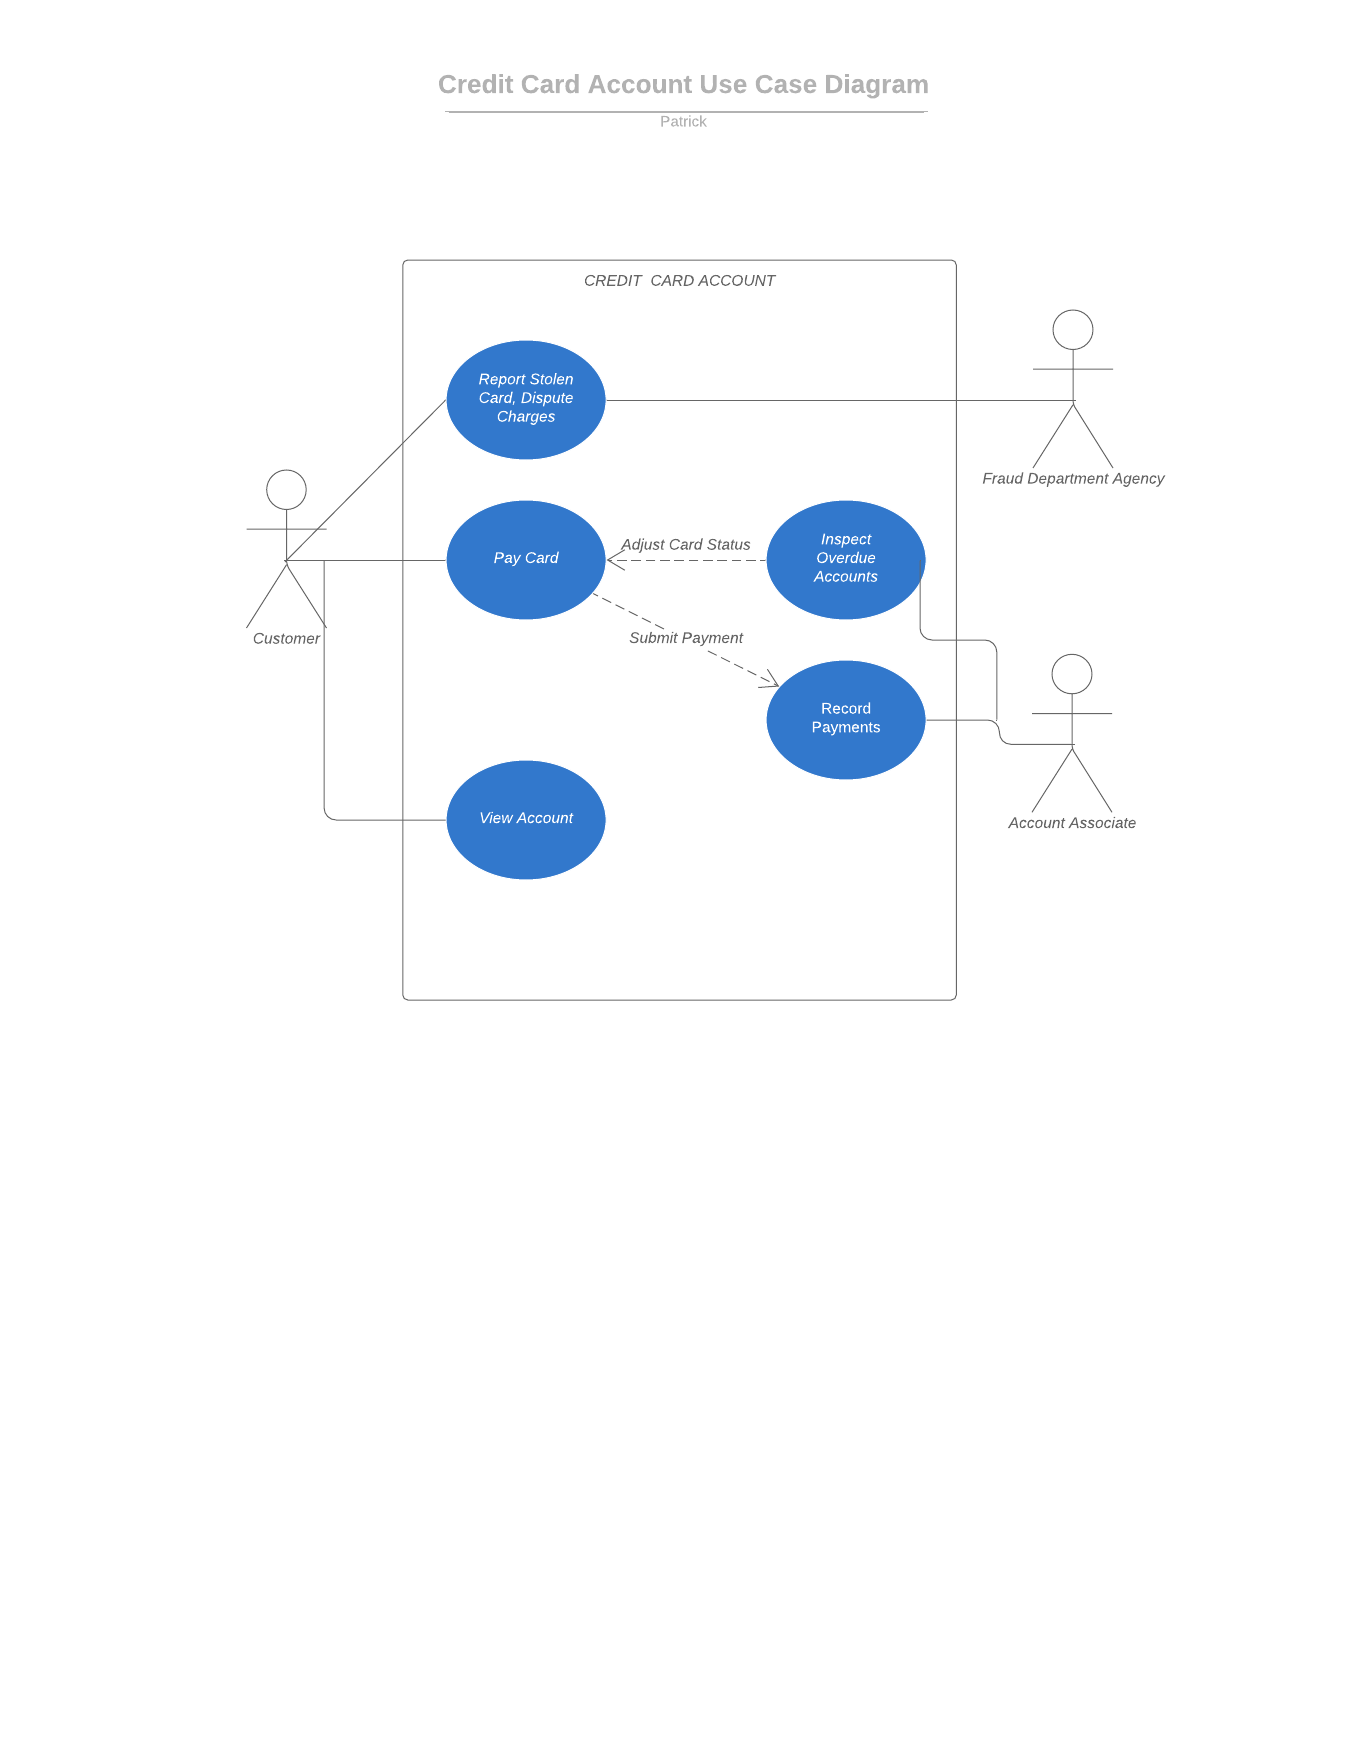 Credit Card Account Use Case Diagram
Patrick
CREDIT  CARD ACCOUNT
Report Stolen
Card, Dispute
Charges
Fraud Department Agency
Customer
Pay Card
Adjust Card Status
Inspect
Overdue
Accounts
Submit Payment
Record
Payments
View Account
Account Associate